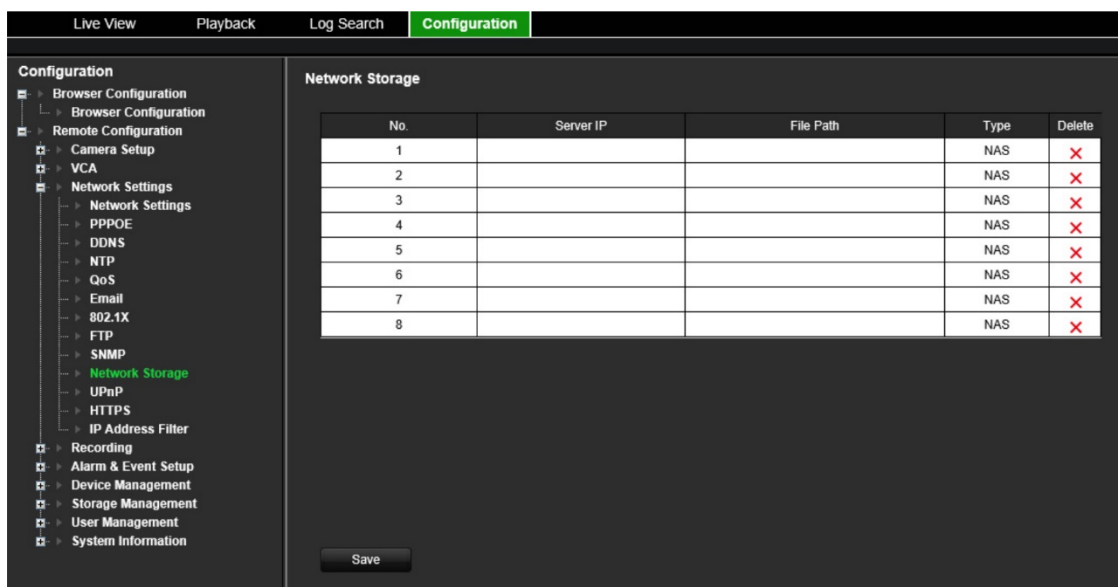 Live View Playback Log Search Configuration
Configuration
Browser Configuration
Browser Configuration
Remote Configuration
Camera Setup
VCA
Network Settings
Network Settings
PPPOE
DDNS
NTP
QoS
Email
802.1X
FTP
SNMP
Network Storage
UPnP
HTTPS
IP Address Filter
Recording
Alarm & Event Setup
Device Management
Storage Management
User Management
System Information
Network Storage
No. Server IP File Path Type Delete
1 NAS
2 NAS
3 NAS
4 NAS
5 NAS
6 NAS
7 NAS
8 NAS
Save